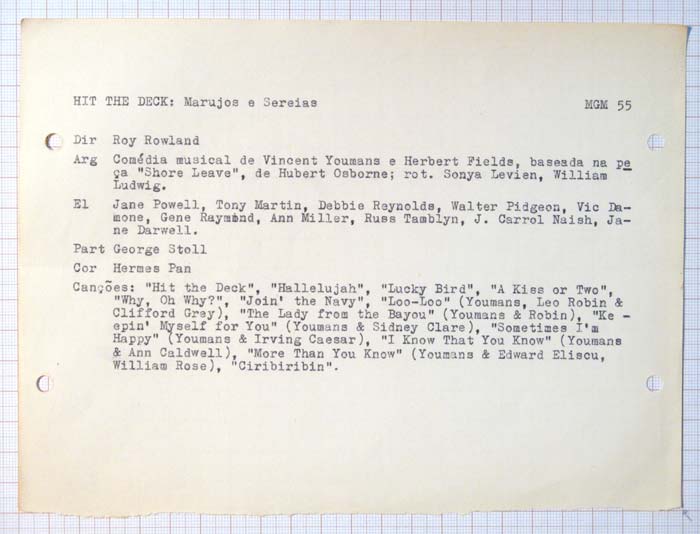 HIT THE DECK: Marujos e Sereias MGM 55
Dir Roy Rowland
Arg Comédia musical de Vincent Youmans e Herbert Fields, baseada na pe
ça "Shore Leave", de Hubert Osborne; rot. Sonya Levien, William
Ludwig.
El Jane Powell, Tony Martin, Debbie Reynolds, Walter Pidgeon, Vic Da-
mone, Gene Raymond, Ann Miller, Russ Tamblyn, J. Carrol Naish, Ja-
ne Darwell.
Part George Stoll
Cor Hermes Pan
Canções: "Hit the Deck", "Hallelujah", "Lucky Bird", "A Kiss or Two",
"Why, Oh Why?", "Join' the Navy", "Loo-Loo" (Youmans, Leo Robin &
Clifford Grey), "The Lady from the Bayou" (Youmans & Robin), "Ke -
epin' Myself for You" (Youmans & Sidney Clare), "Sometimes I'm
Happy" (Youmans & Irving Caesar), "I Know That You Know" (Youmans
& Ann Caldwell), "More Than You Know" (Youmans & Edward Eliscu,
William Rose), "Ciribiribin".